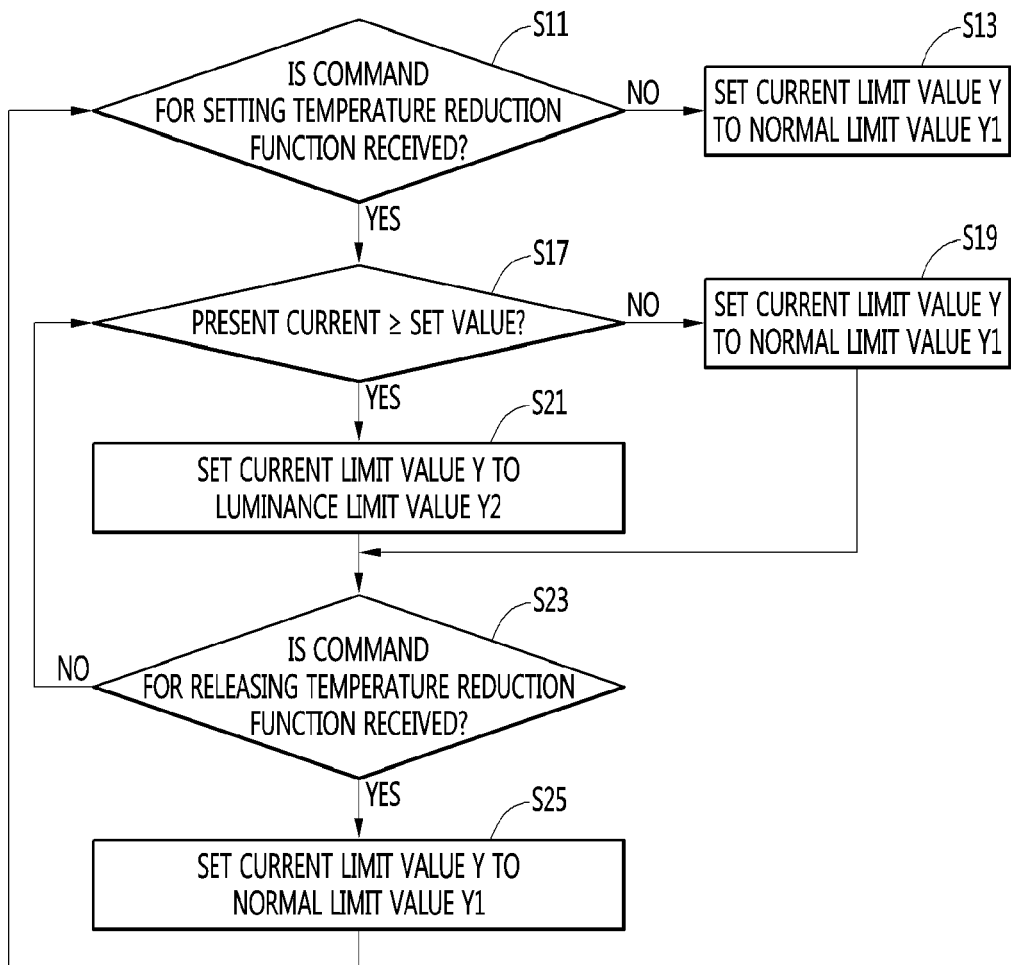 S11
IS COMMAND
FOR SETTING TEMPERATURE REDUCTION
FUNCTION RECEIVED?
NO
S13
SET CURRENT LIMIT VALUE Y
TO NORMAL LIMIT VALUE Y1
YES
S17
PRESENT CURRENT ≥ SET VALUE?
NO
S19
SET CURRENT LIMIT VALUE Y
TO NORMAL LIMIT VALUE Y1
YES
S21
SET CURRENT LIMIT VALUE Y TO
LUMINANCE LIMIT VALUE Y2
S23
IS COMMAND
FOR RELEASING TEMPERATURE REDUCTION
FUNCTION RECEIVED?
NO
YES
S25
SET CURRENT LIMIT VALUE Y TO
NORMAL LIMIT VALUE Y1